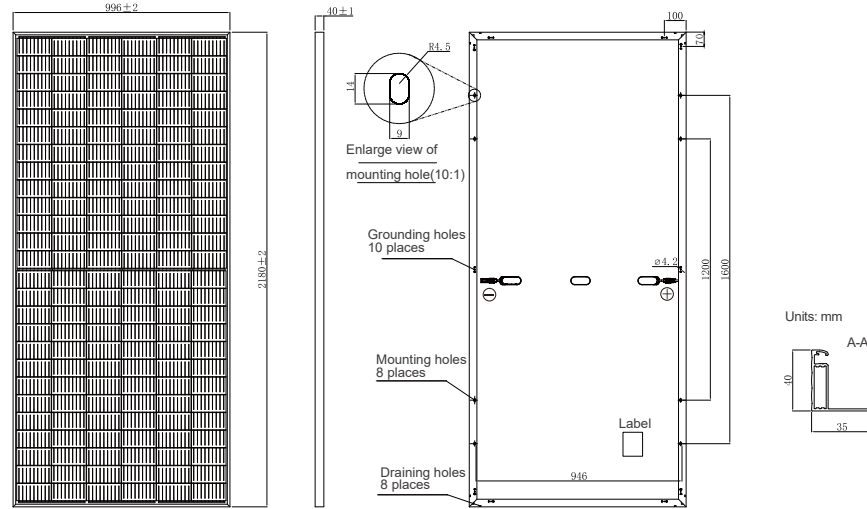 996±2
40±1
100
70
R4.5
14
9
Enlarge view of
mounting hole(10:1)
Grounding holes
10 places
ø4.2
2180±2
1200
1600
Units: mm
A-A
40
35
Mounting holes
8 places
Label
946
Draining holes
8 places